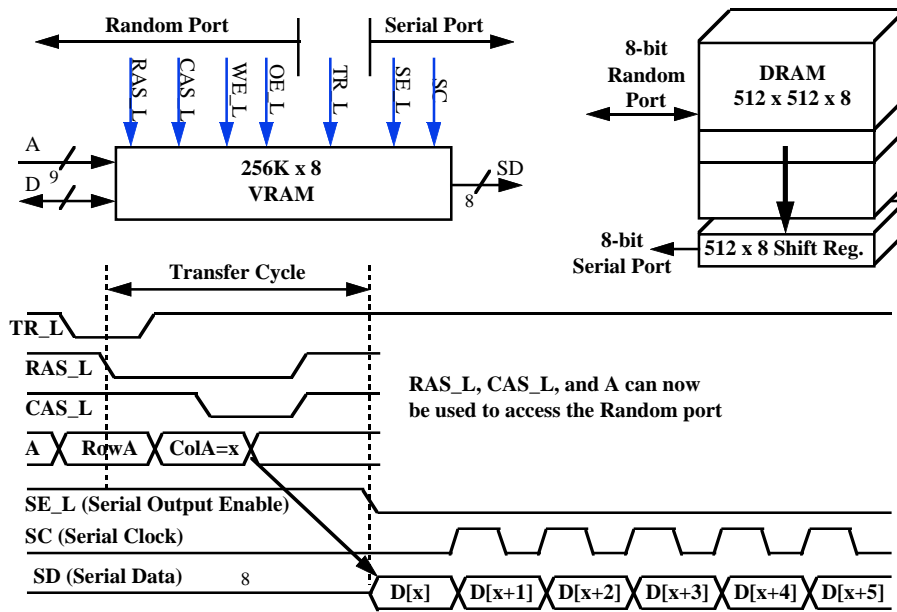 Random Port
Serial Port
RAS_L
CAS_L
WE_L
OE_L
TR_L
SE_L
SC
A
9
D
256K x 8
VRAM
SD
8
8-bit
Random
Port
DRAM
512 x 512 x 8
8-bit
Serial Port
512 x 8 Shift Reg.
Transfer Cycle
TR_L
RAS_L
CAS_L
RAS_L, CAS_L, and A can now
be used to access the Random port
A
RowA
ColA=x
SE_L (Serial Output Enable)
SC (Serial Clock)
SD (Serial Data)
8
D[x]
D[x+1]
D[x+2]
D[x+3]
D[x+4]
D[x+5]